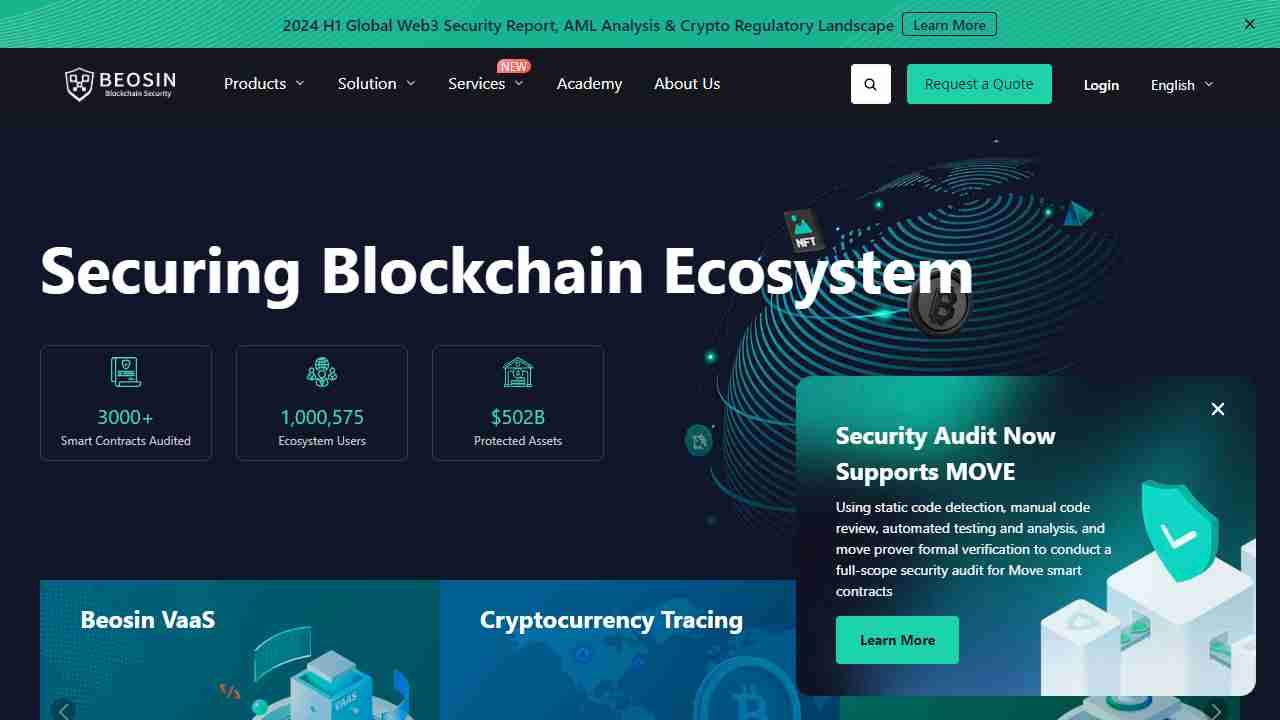 2024 H1 Global Web3 Security Report, AML Analysis & Crypto Regulatory Landscape Learn More
BEOSIN
Blockchain Security
Products
Solution
Services
NEW
Academy
About Us
Request a Quote
Login
English
NFT
Securing Blockchain Ecosystem
3000+
Smart Contracts Audited
1,000,575
Ecosystem Users
$502B
Protected Assets
Security Audit Now
Supports MOVE
Using static code detection, manual code
review, automated testing and analysis, and
move prover formal verification to conduct a
full-scope security audit for Move smart
contracts
Learn More
Beosin VaaS
VAAS
Cryptocurrency Tracing